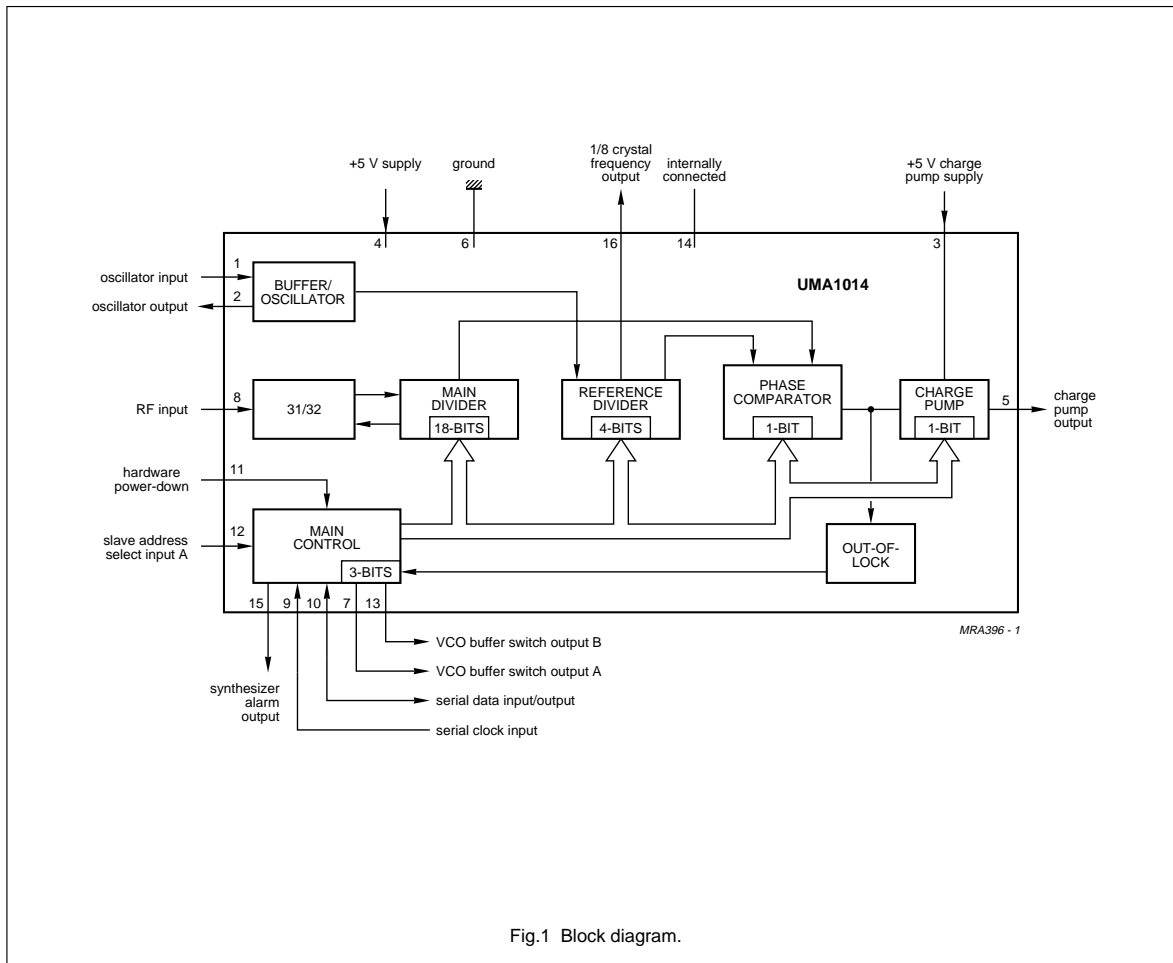 1/8 crystal
frequency
output
+5 V supply
ground
internally
connected
+5 V charge
pump supply
4
6
16
14
3
UMA1014
oscillator input
1
oscillator output
2
BUFFER/
OSCILLATOR
RF input
8
31/32
MAIN
DIVIDER
18-BITS
REFERENCE
DIVIDER
4-BITS
PHASE
COMPARATOR
1-BIT
CHARGE
PUMP
1-BIT
5
charge
pump
output
hardware
power-down
11
slave address
select input A
12
MAIN
CONTROL
3-BITS
OUT-OF-
LOCK
15
9
10
7
13
MRA396 - 1
VCO buffer switch output B
VCO buffer switch output A
serial data input/output
serial clock input
synthesizer
alarm
output
Fig.1 Block diagram.